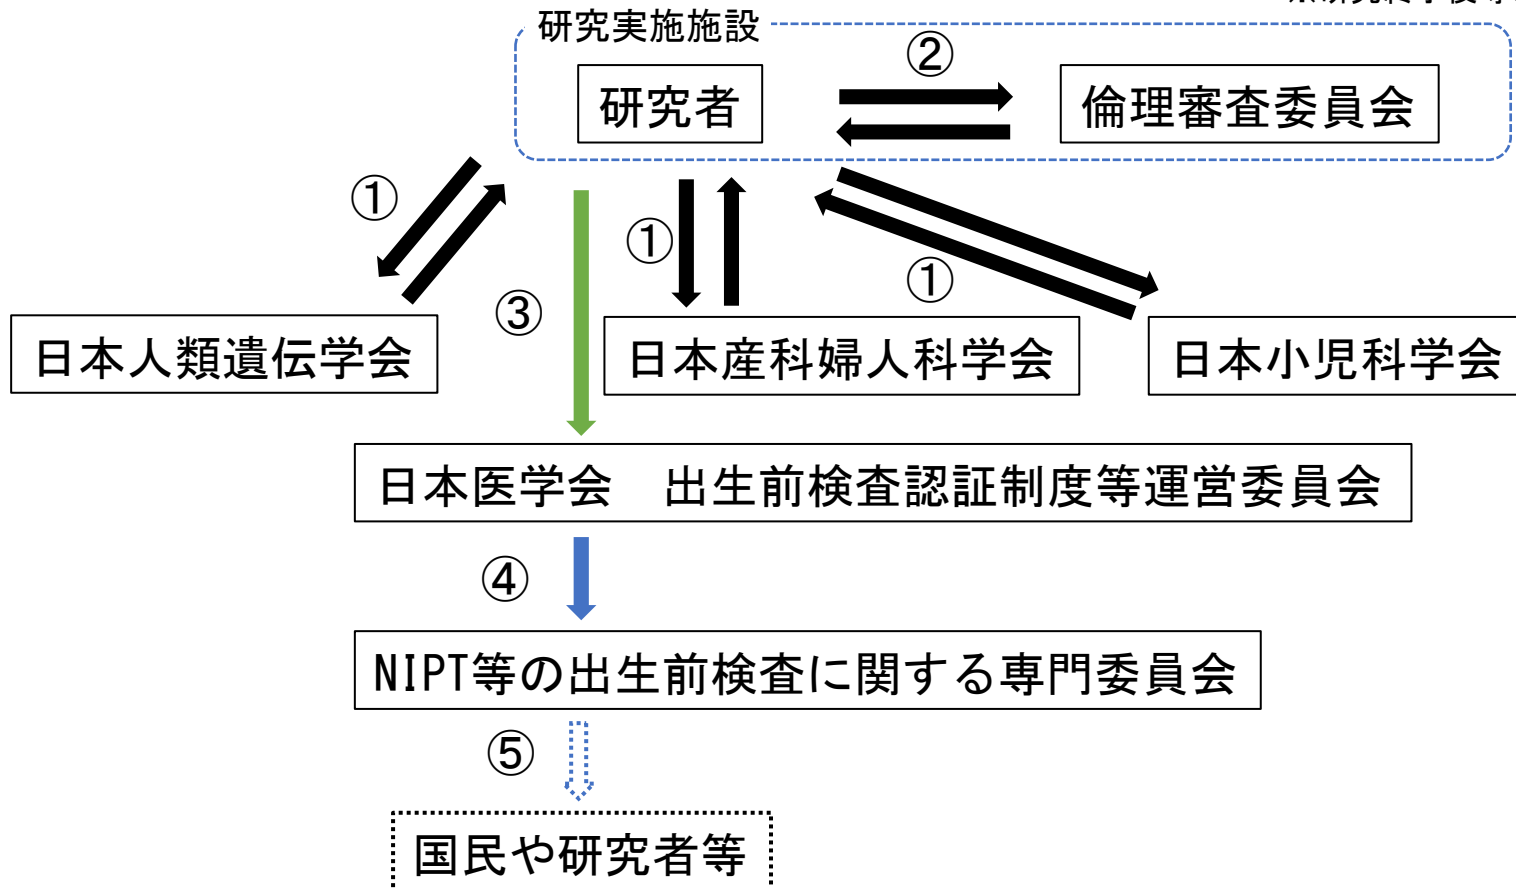 研究実施施設
②
研究者
倫理審査委員会
①
①
①
③
日本人類遺伝学会
日本産科婦人科学会
日本小児科学会
日本医学会 出生前検査認証制度等運営委員会
④
NIPT等の出生前検査に関する専門委員会
⑤
国民や研究者等